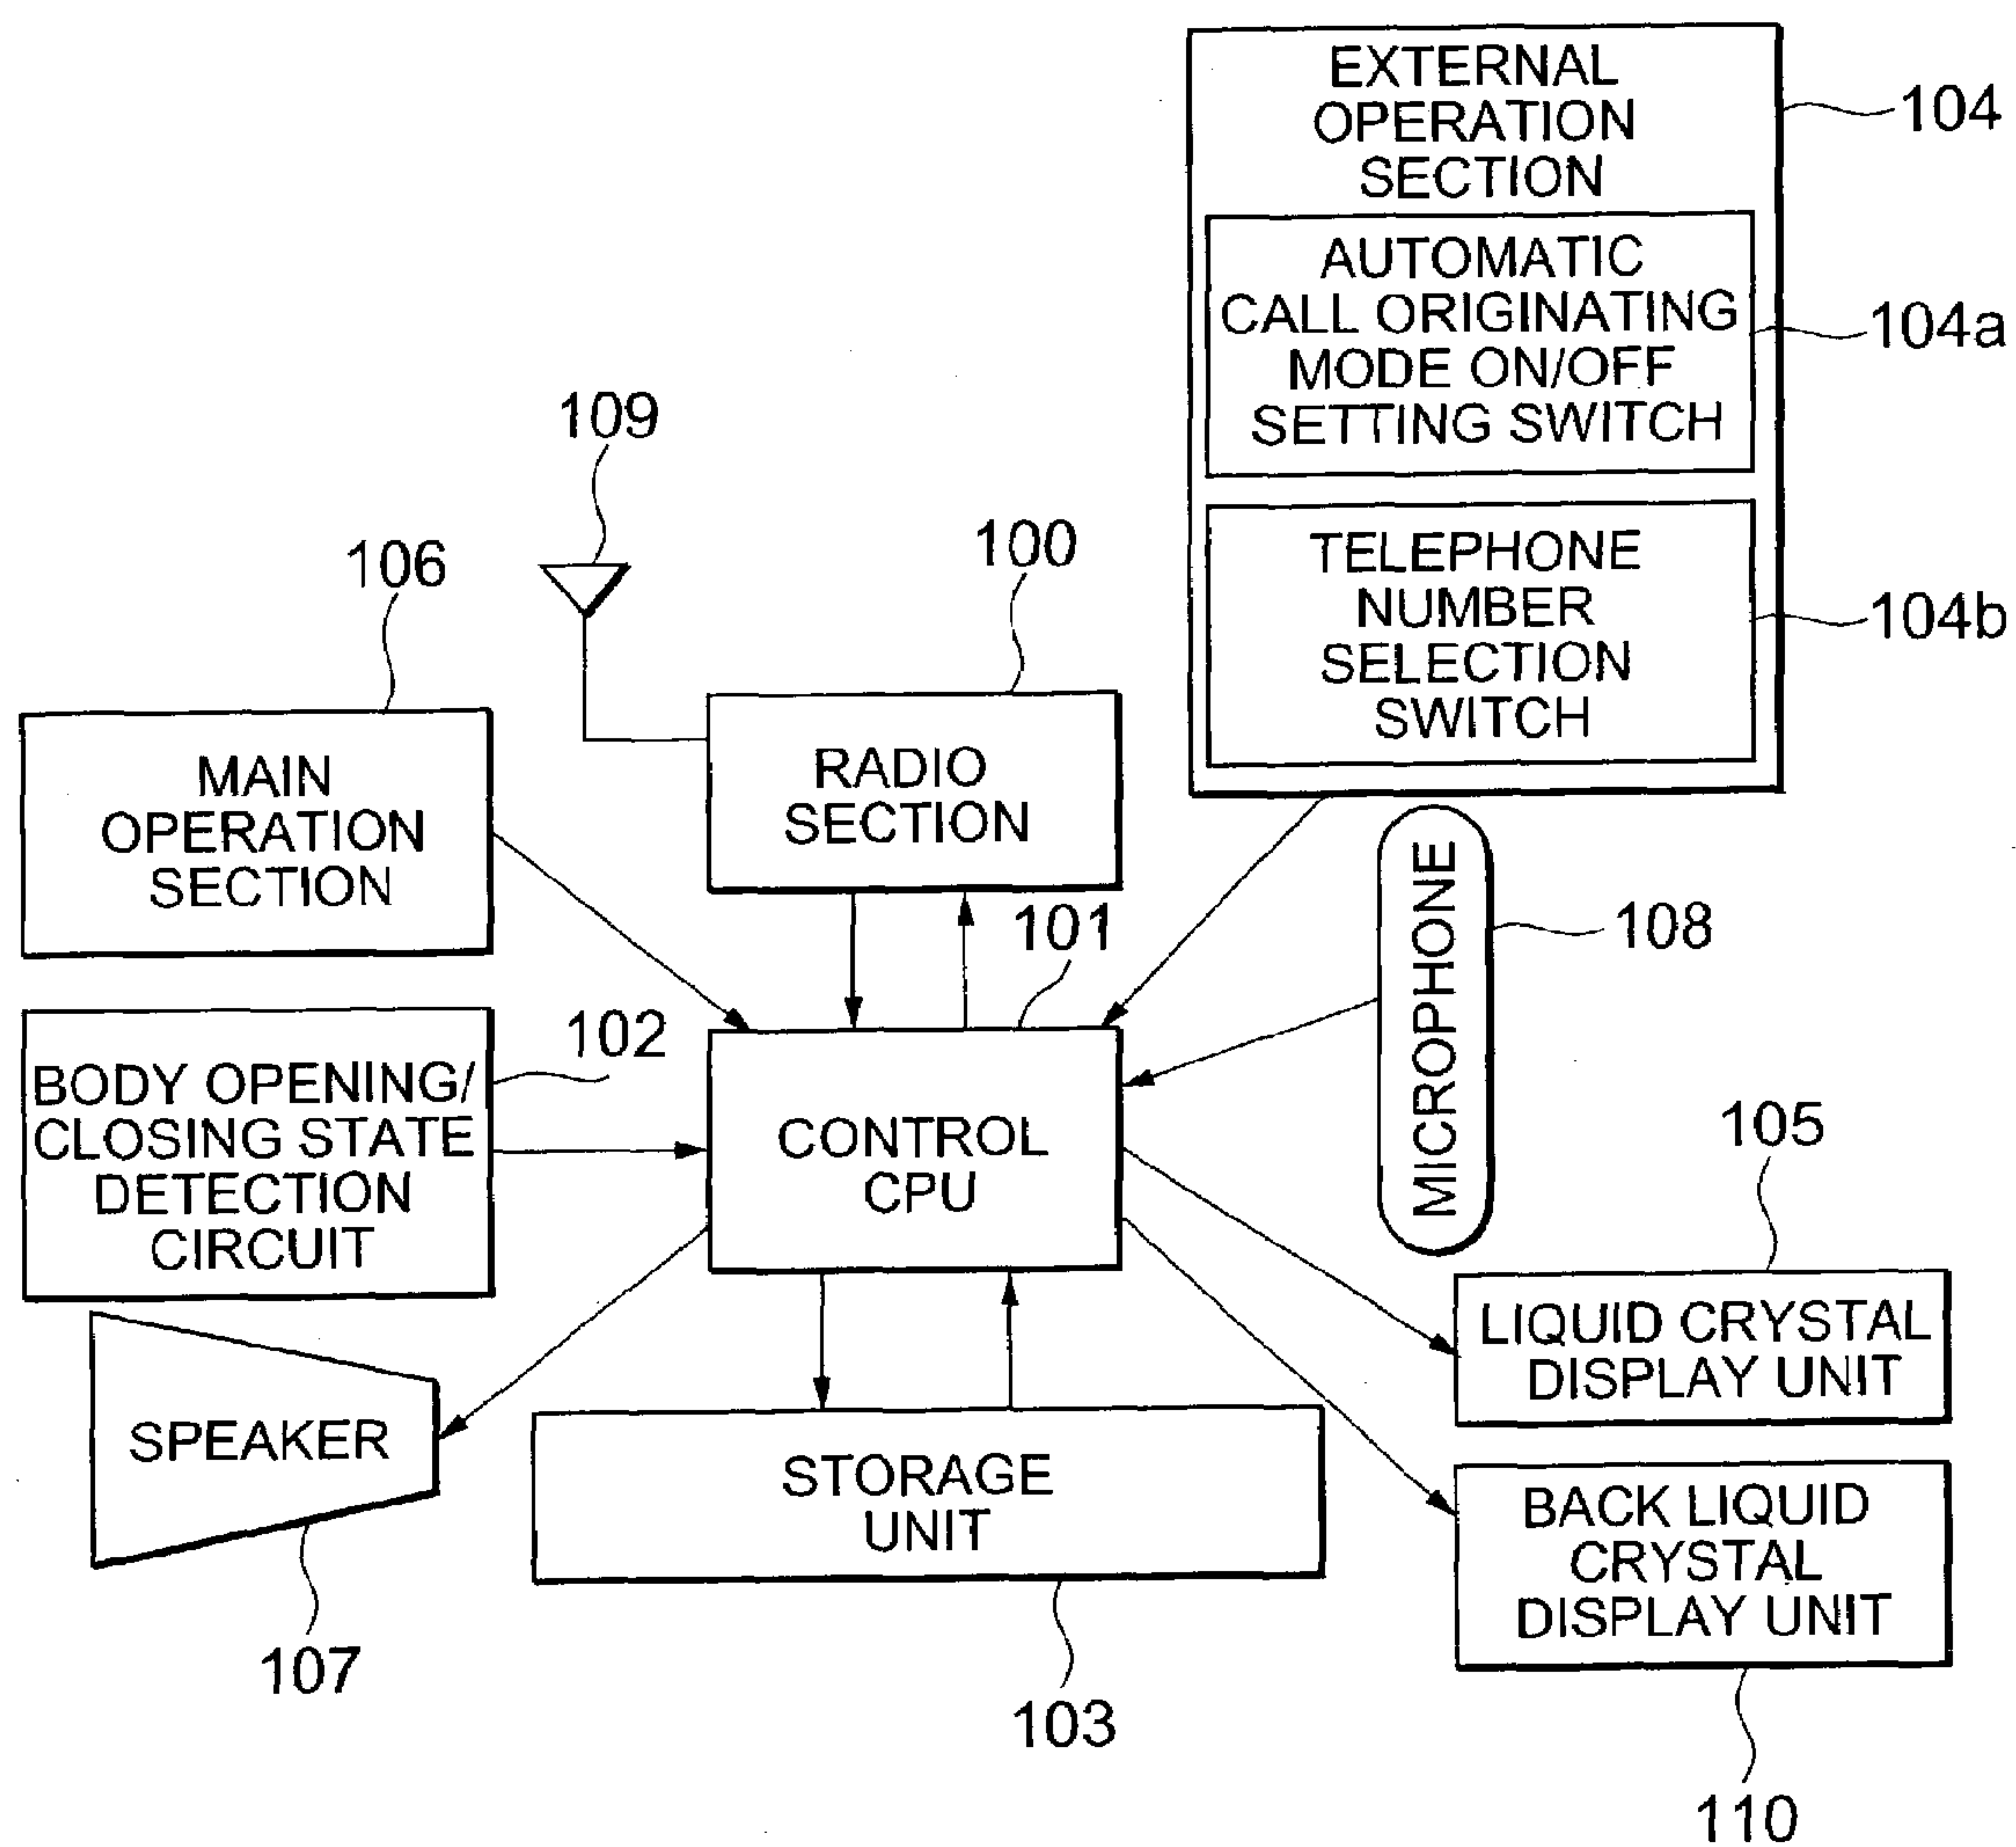 EXTERNAL
OPERATION
SECTION
104
AUTOMATIC
CALL ORIGINATING
MODE ON/OFF
SETTING SWITCH
104a
TELEPHONE
NUMBER
SELECTION
SWITCH
104b
109
100
106
MAIN
OPERATION
SECTION
RADIO
SECTION
101
MICROPHONE
108
102
BODY OPENING/
CLOSING STATE
DETECTION
CIRCUIT
CONTROL
CPU
105
LIQUID CRYSTAL
DISPLAY UNIT
SPEAKER
107
STORAGE
UNIT
103
BACK LIQUID
CRYSTAL
DISPLAY UNIT
110